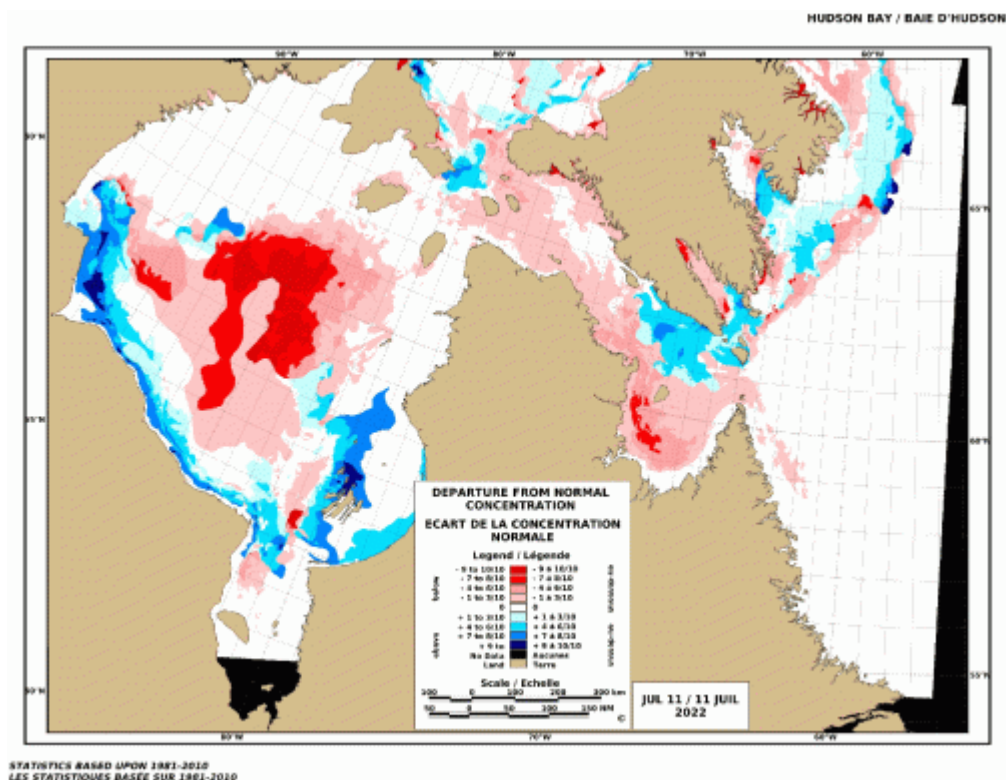 HUDSON BAY / BAIE D'HUDSON
90°W
80°W
70°W
60°W
65°W
60°W
55°W
DEPARTURE FROM NORMAL
CONCENTRATION
ECART DE LA CONCENTRATION
NORMALE
Legend / Légende
- 9 to 10/10 - 9 à 10/10
- 7 to 8/10 - 7 à 8/10
- 4 to 6/10 - 4 à 6/10
- 1 to 3/10 - 1 à 3/10
0 0
+ 1 to 3/10 + 1 à 3/10
+ 4 to 6/10 + 4 à 6/10
+ 7 to 8/10 + 7 à 8/10
+ 9 to + 9 à 10/10
No Data Aucunes
Land Terre
below
above
Scale / Echelle
100 0 100 200 300 km
50 0 50 100 150 NM
©
JUL 11 / 11 JUIL
2022
80°W
70°W
60°W
STATISTICS BASED UPON 1981-2010
LES STATISTIQUES BASÉE SUR 1981-2010